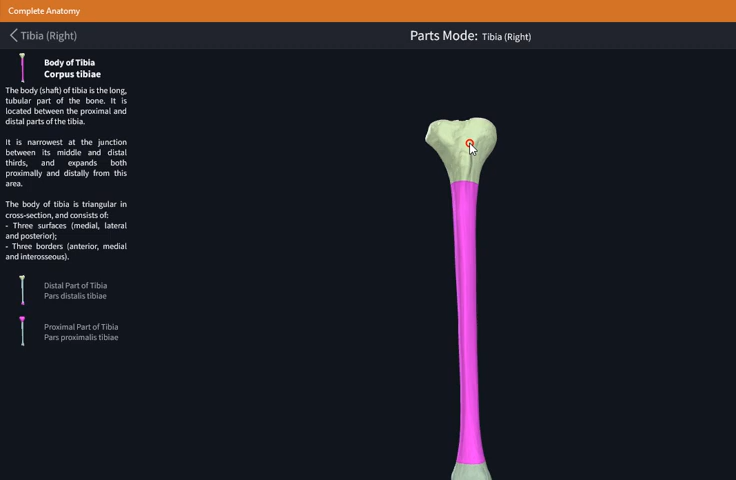 Complete Anatomy
Tibia (Right)
Parts Mode: Tibia (Right)
Body of Tibia
Corpus tibiae
The body (shaft) of tibia is the long,
tubular part of the bone. It is
located between the proximal and
distal parts of the tibia.
It is narrowest at the junction
between its middle and distal
thirds, and expands both
proximally and distally from this
area.
The body of tibia is triangular in
cross-section, and consists of:
- Three surfaces (medial, lateral
and posterior);
- Three borders (anterior, medial
and interosseous).
Distal Part of Tibia
Pars distalis tibiae
Proximal Part of Tibia
Pars proximalis tibiae